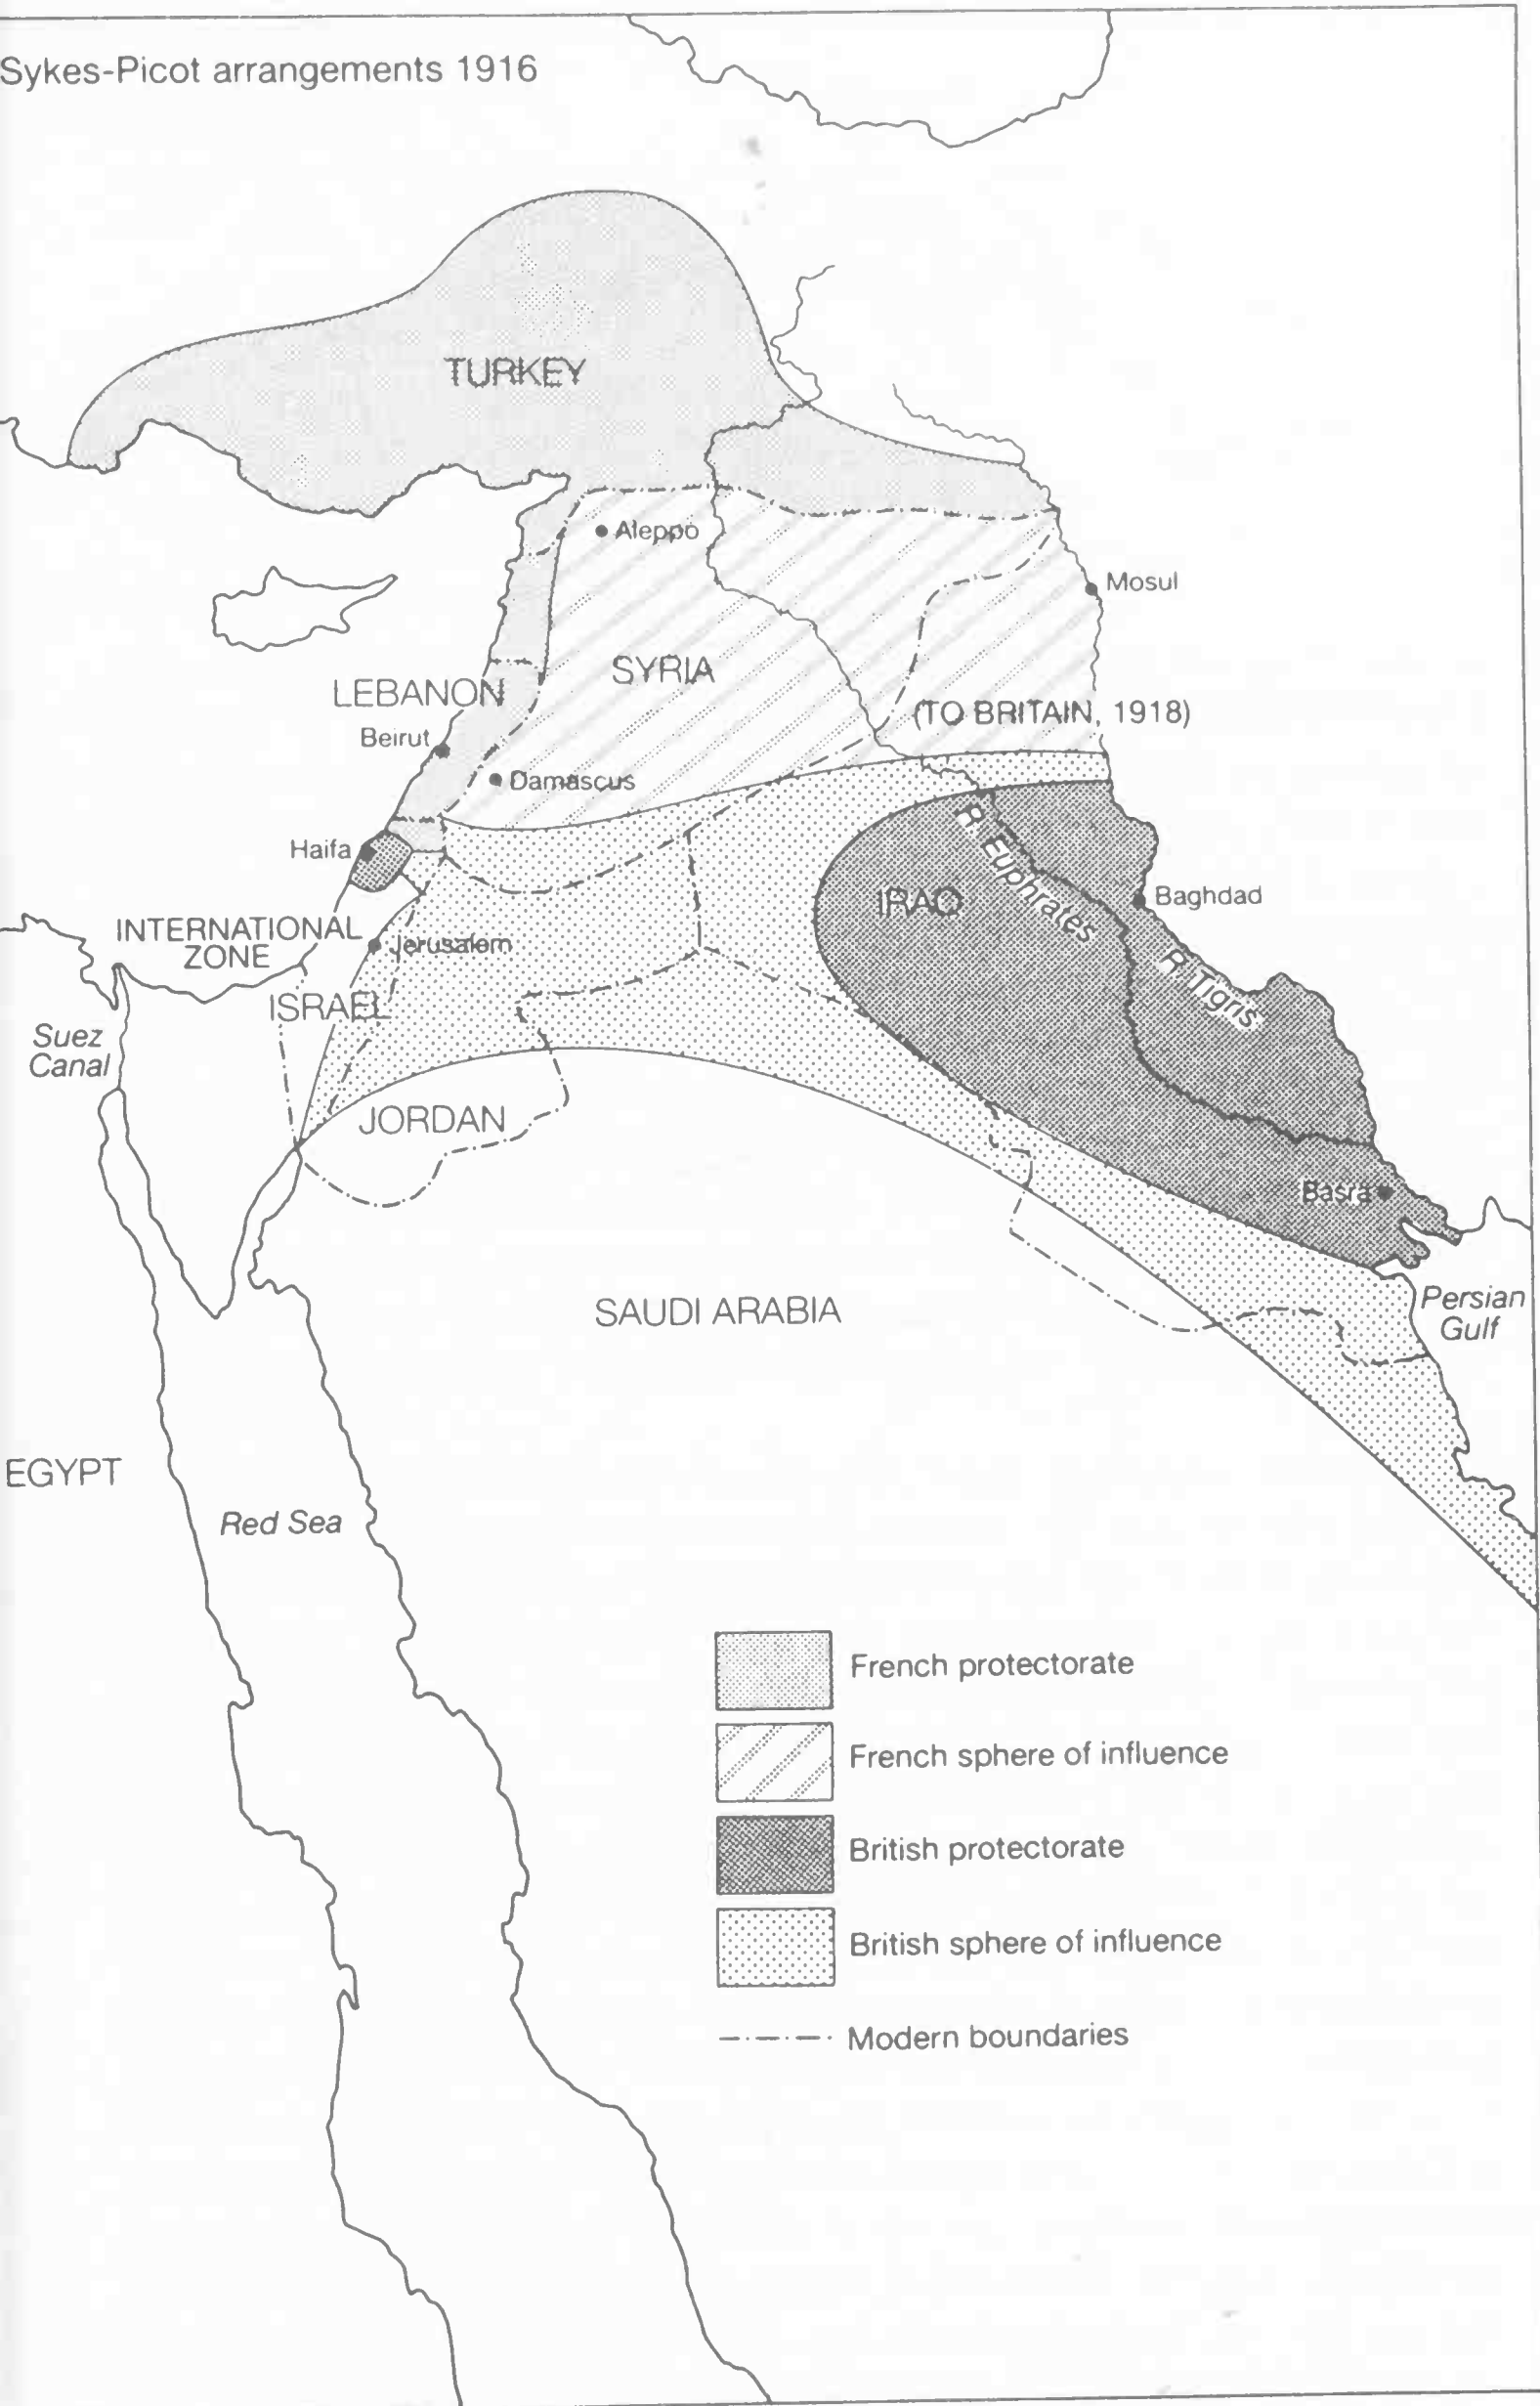 Sykes-Picot arrangements 1916
TURKEY
Aleppo
Mosul
SYRIA
LEBANON
(TO BRITAIN, 1918)
Beirut
Damascus
Haifa
R. Euphrates
IRAQ
Baghdad
INTERNATIONAL
ZONE
Jerusalem
R. Tigris
ISRAEL
Suez
Canal
JORDAN
Basra
SAUDI ARABIA
Persian
Gulf
EGYPT
Red Sea
French protectorate
French sphere of influence
British protectorate
British sphere of influence
Modern boundaries